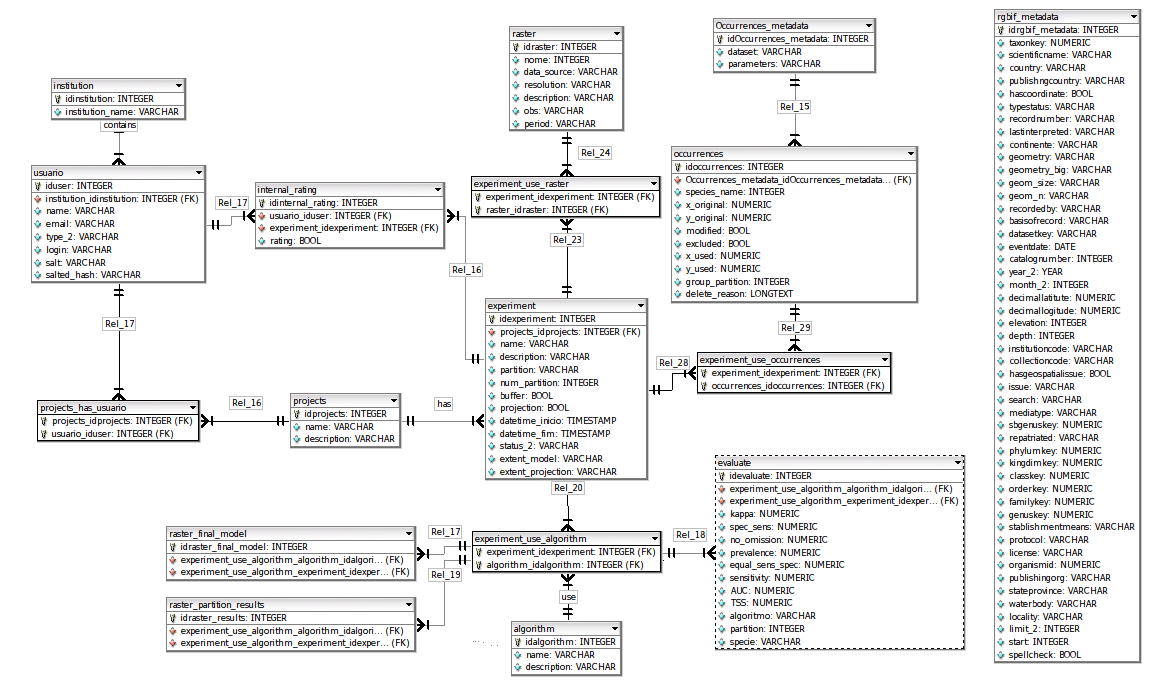 institution
idinstitution: INTEGER
institution_name: VARCHAR
contains
usuario
iduser: INTEGER
institution_idinstitution: INTEGER (FK)
name: VARCHAR
email: VARCHAR
type_2: VARCHAR
login: VARCHAR
salt: VARCHAR
salted_hash: VARCHAR
Rel_17
internal_rating
idinternal_rating: INTEGER
usuario_iduser: INTEGER (FK)
experiment_idexperiment: INTEGER (FK)
rating: BOOL
Rel_16
Rel_17
projects_has_usuario
projects_idprojects: INTEGER (FK)
usuario_iduser: INTEGER (FK)
Rel_16
projects
idprojects: INTEGER
name: VARCHAR
description: VARCHAR
has
raster
idraster: INTEGER
nome: INTEGER
data_source: VARCHAR
resolution: VARCHAR
description: VARCHAR
obs: VARCHAR
period: VARCHAR
Rel_24
experiment_use_raster
experiment_idexperiment: INTEGER (FK)
raster_idraster: INTEGER (FK)
Rel_23
experiment
idexperiment: INTEGER
projects_idprojects: INTEGER (FK)
name: VARCHAR
description: VARCHAR
partition: VARCHAR
num_partition: INTEGER
buffer: BOOL
projection: BOOL
datetime_inicio: TIMESTAMP
datetime_fim: TIMESTAMP
status_2: VARCHAR
extent_model: VARCHAR
extent_projection: VARCHAR
Rel_20
Occurrences_metadata
idOccurrences_metadata: INTEGER
dataset: VARCHAR
parameters: VARCHAR
Rel_15
occurrences
idoccurrences: INTEGER
Occurrences_metadata_idOccurrences_metadata... (FK)
species_name: INTEGER
x_original: NUMERIC
y_original: NUMERIC
modified: BOOL
excluded: BOOL
x_used: NUMERIC
y_used: NUMERIC
group_partition: INTEGER
delete_reason: LONGTEXT
Rel_29
Rel_28
experiment_use_occurrences
experiment_idexperiment: INTEGER (FK)
occurrences_idoccurrences: INTEGER (FK)
raster_final_model
idraster_final_model: INTEGER
experiment_use_algorithm_algorithm_idalgori... (FK)
experiment_use_algorithm_experiment_idexper... (FK)
Rel_17
Rel_19
raster_partition_results
idraster_results: INTEGER
experiment_use_algorithm_algorithm_idalgori... (FK)
experiment_use_algorithm_experiment_idexper... (FK)
experiment_use_algorithm
experiment_idexperiment: INTEGER (FK)
algorithm_idalgorithm: INTEGER (FK)
use
algorithm
idalgorithm: INTEGER
name: VARCHAR
description: VARCHAR
Rel_18
evaluate
idevaluate: INTEGER
experiment_use_algorithm_algorithm_idalgori... (FK)
experiment_use_algorithm_experiment_idexper... (FK)
kappa: NUMERIC
spec_sens: NUMERIC
no_omission: NUMERIC
prevalence: NUMERIC
equal_sens_spec: NUMERIC
sensitivity: NUMERIC
AUC: NUMERIC
TSS: NUMERIC
algoritmo: VARCHAR
partition: INTEGER
specie: VARCHAR
rgbif_metadata
idrgbif_metadata: INTEGER
taxonkey: NUMERIC
scientificname: VARCHAR
country: VARCHAR
publishngcountry: VARCHAR
hascoordinate: BOOL
typestatus: VARCHAR
recordnumber: VARCHAR
lastinterpreted: VARCHAR
continente: VARCHAR
geometry: VARCHAR
geometry_big: VARCHAR
geom_size: VARCHAR
geom_n: VARCHAR
recordedby: VARCHAR
basisofrecord: VARCHAR
datasetkey: VARCHAR
eventdate: DATE
catalognumber: INTEGER
year_2: YEAR
month_2: INTEGER
decimallatitute: NUMERIC
decimallogitude: NUMERIC
elevation: INTEGER
depth: INTEGER
institutioncode: VARCHAR
collectioncode: VARCHAR
hasgeospatialissue: BOOL
issue: VARCHAR
search: VARCHAR
mediatype: VARCHAR
sbgenuskey: NUMERIC
repatriated: VARCHAR
phylumkey: NUMERIC
kingdimkey: NUMERIC
classkey: NUMERIC
orderkey: NUMERIC
familykey: NUMERIC
genuskey: NUMERIC
stablishmentmeans: VARCHAR
protocol: VARCHAR
license: VARCHAR
organismid: NUMERIC
publishingorg: VARCHAR
stateprovince: VARCHAR
waterbody: VARCHAR
locality: VARCHAR
limit_2: INTEGER
start: INTEGER
spellcheck: BOOL